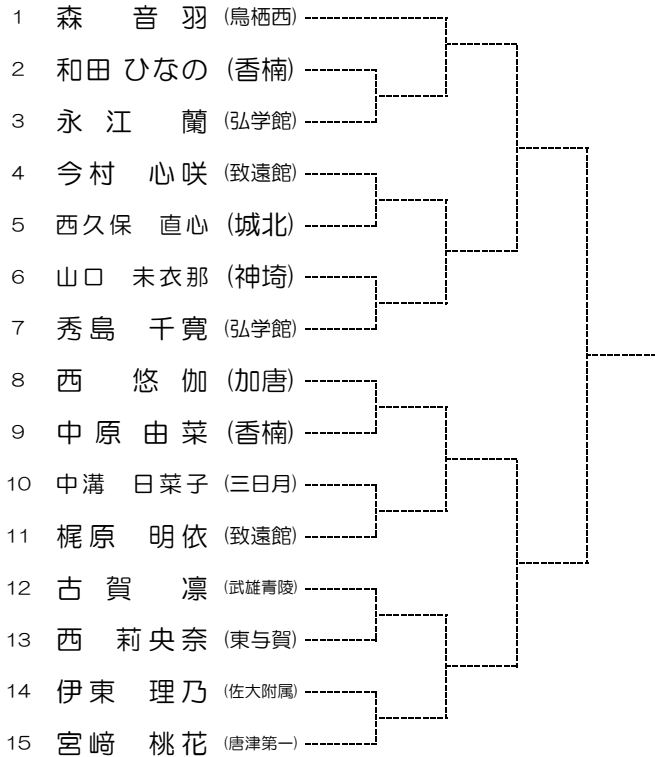 1 森 音羽 (鳥栖西)
2 和田 ひなの (香楠)
3 永江 蘭 (弘学館)
4 今村 心咲 (致遠館)
5 西久保 直心 (城北)
6 山口 未衣那 (神埼)
7 秀島 千寛 (弘学館)
8 西 悠伽 (加唐)
9 中原 由菜 (香楠)
10 中溝 日菜子 (三日月)
11 梶原 明依 (致遠館)
12 古賀 凛 (武雄青陵)
13 西 莉央奈 (東与賀)
14 伊東 理乃 (佐大附属)
15 宮﨑 桃花 (唐津第一)